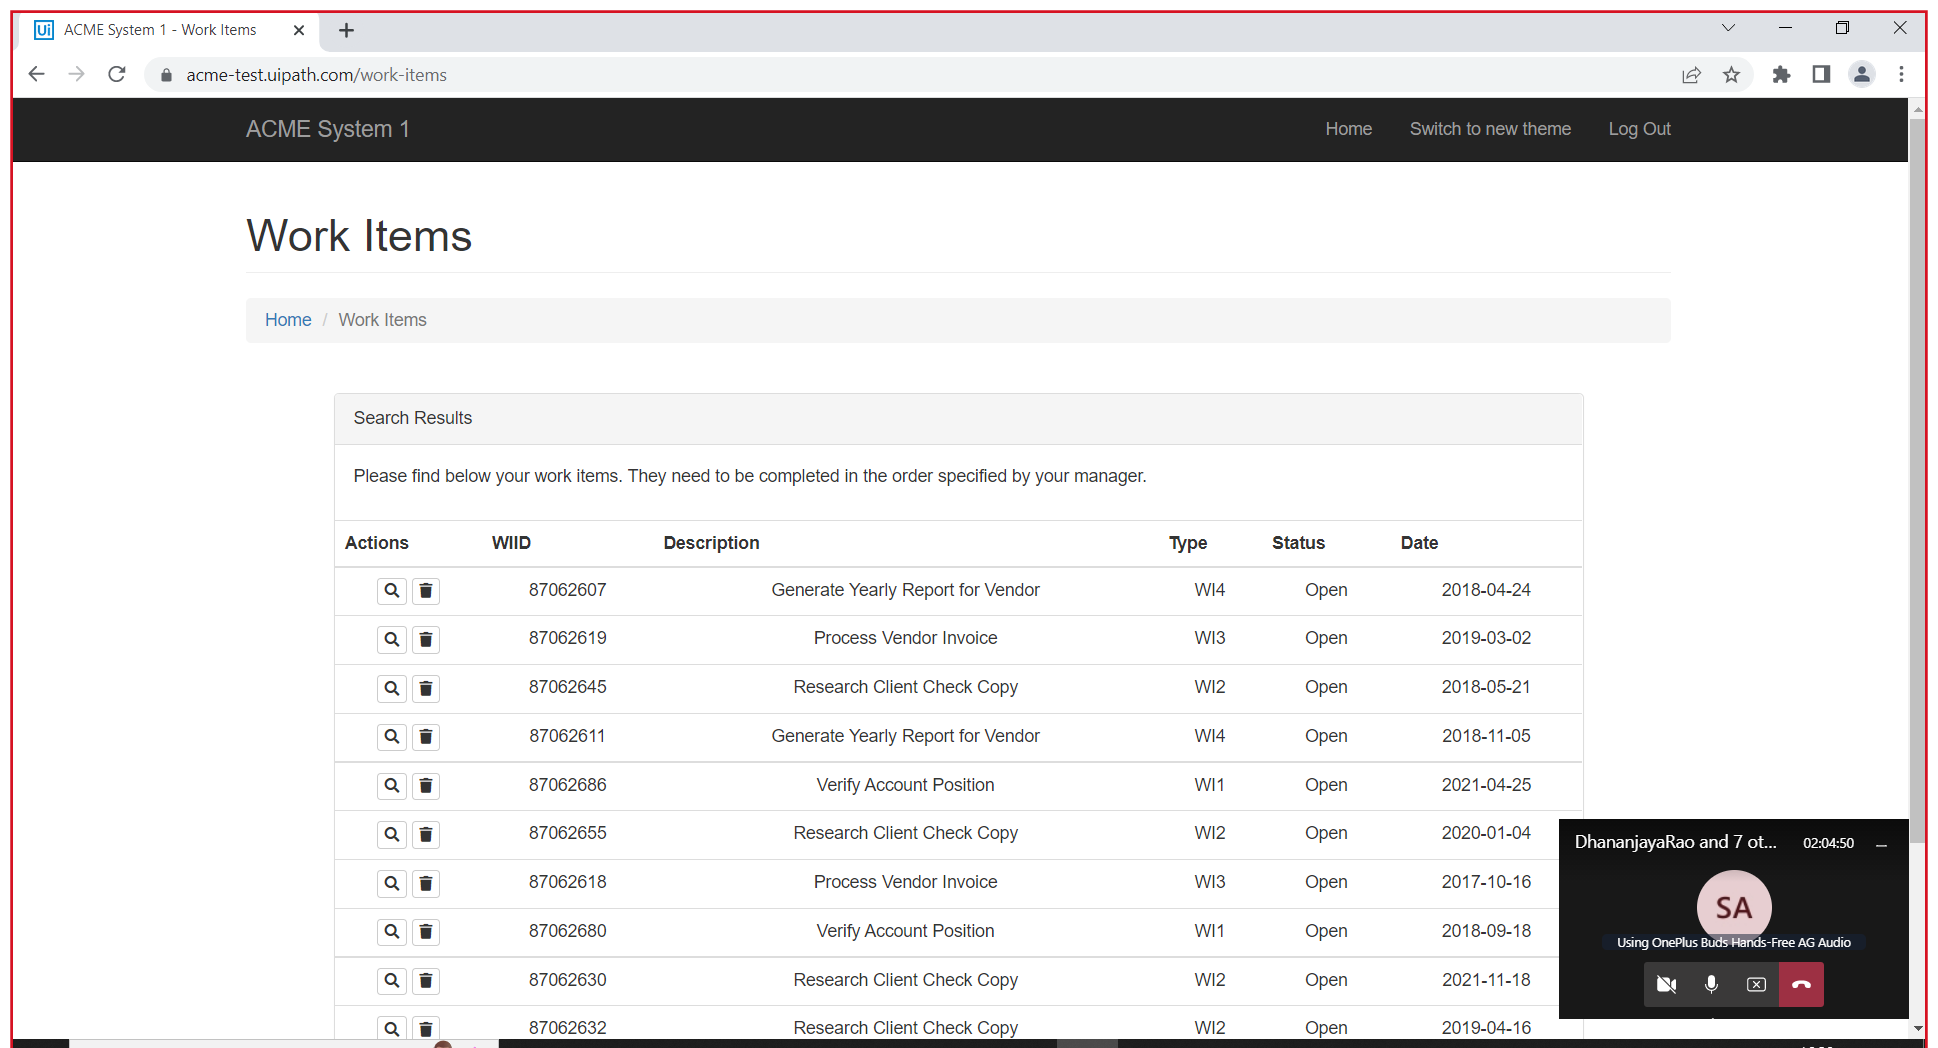 ACME System 1 - Work Items
acme-test.uipath.com/work-items
ACME System 1 Home Switch to new theme Log Out
Work Items
Home / Work Items
Search Results
Please find below your work items. They need to be completed in the order specified by your manager.
Actions WIID Description Type Status Date
87062607 Generate Yearly Report for Vendor WI4 Open 2018-04-24
87062619 Process Vendor Invoice WI3 Open 2019-03-02
87062645 Research Client Check Copy WI2 Open 2018-05-21
87062611 Generate Yearly Report for Vendor WI4 Open 2018-11-05
87062686 Verify Account Position WI1 Open 2021-04-25
87062655 Research Client Check Copy WI2 Open 2020-01-04
87062618 Process Vendor Invoice WI3 Open 2017-10-16
87062680 Verify Account Position WI1 Open 2018-09-18
87062630 Research Client Check Copy WI2 Open 2021-11-18
87062632 Research Client Check Copy WI2 Open 2019-04-16
DhananjayaRao and 7 ot... 02:04:50
SA
Using OnePlus Buds Hands-Free AG Audio